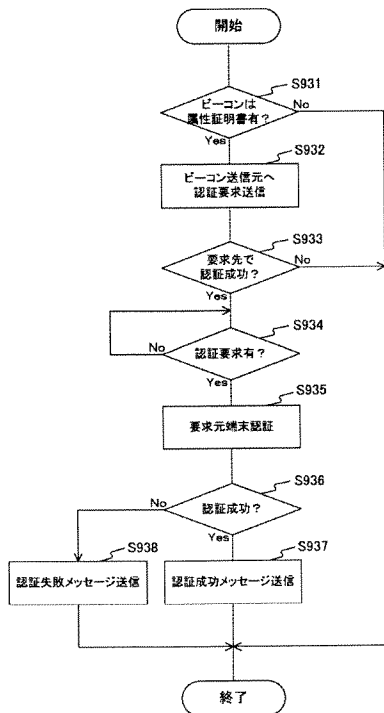 開始
S931
ビーコンは
属性証明書有?
No
Yes
S932
ビーコン送信元へ
認証要求送信
S933
要求先で
認証成功?
No
Yes
S934
認証要求有?
No
Yes
S935
要求元端末認証
S936
認証成功?
No
Yes
S938
S937
認証失敗メッセージ送信
認証成功メッセージ送信
終了